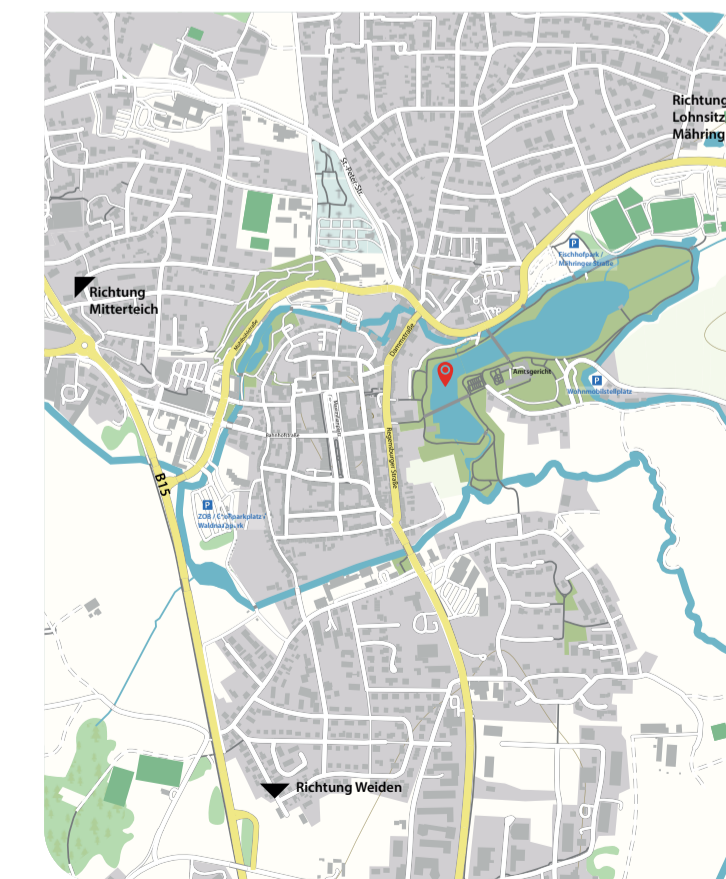 Richtung
Lohnsitz
Mähring
St.-Peter-Str.
Fischhofpark /
Mähringer Straße
Richtung
Mitterteich
Dammstraße
Amtsgericht
Wohnmobilstellplatz
Bahnhofstraße
Regensburger Straße
B15
ZOB /
Waldnaabpark
Richtung Weiden